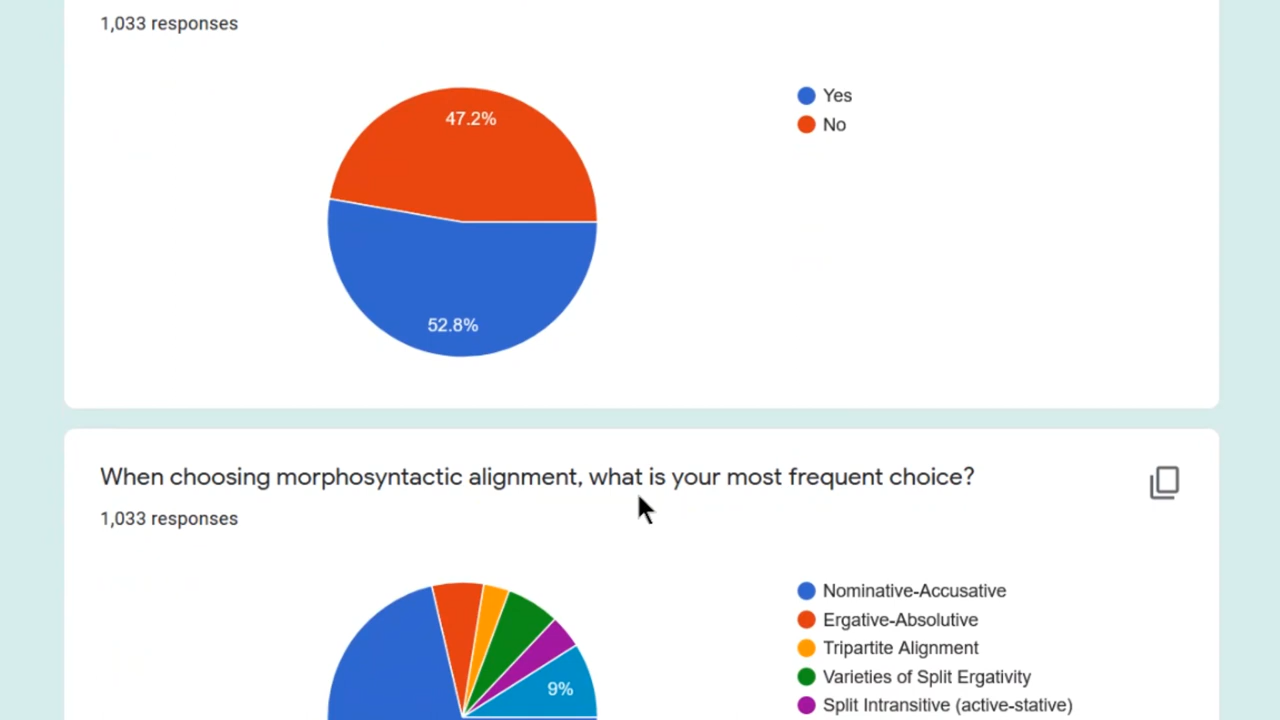 1,033 responses
47.2%
52.8%
Yes
No
When choosing morphosyntactic alignment, what is your most frequent choice?
1,033 responses
9%
Nominative-Accusative
Ergative-Absolutive
Tripartite Alignment
Varieties of Split Ergativity
Split Intransitive (active-stative)